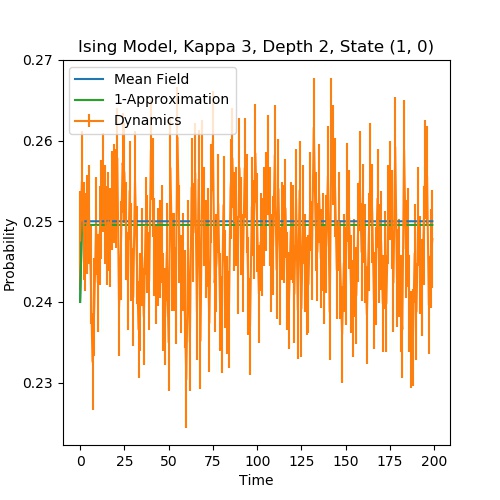 Ising Model, Kappa 3, Depth 2, State (1, 0)
0.27
Mean Field
1-Approximation
Dynamics
0.26
0.25
0.24
0.23
Probability
0 25 50 75 100 125 150 175 200
Time